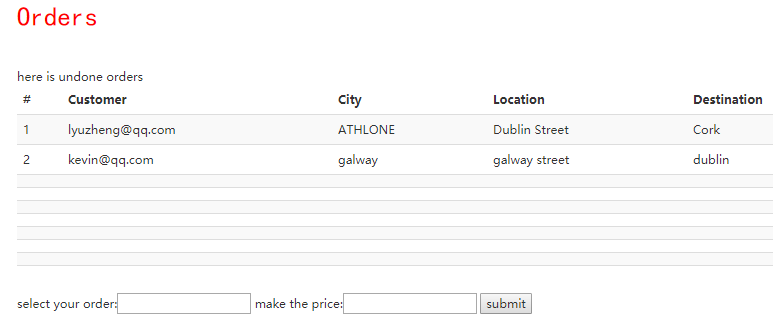 Orders
here is undone orders
# Customer City Location Destination
1 lyuzheng@qq.com ATHLONE Dublin Street Cork
2 kevin@qq.com galway galway street dublin
select your order: make the price: submit